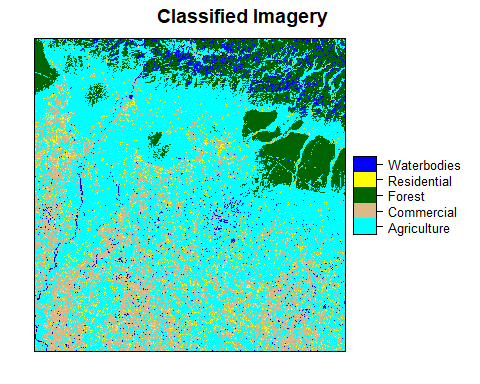 Classified Imagery
Waterbodies
Residential
Forest
Commercial
Agriculture